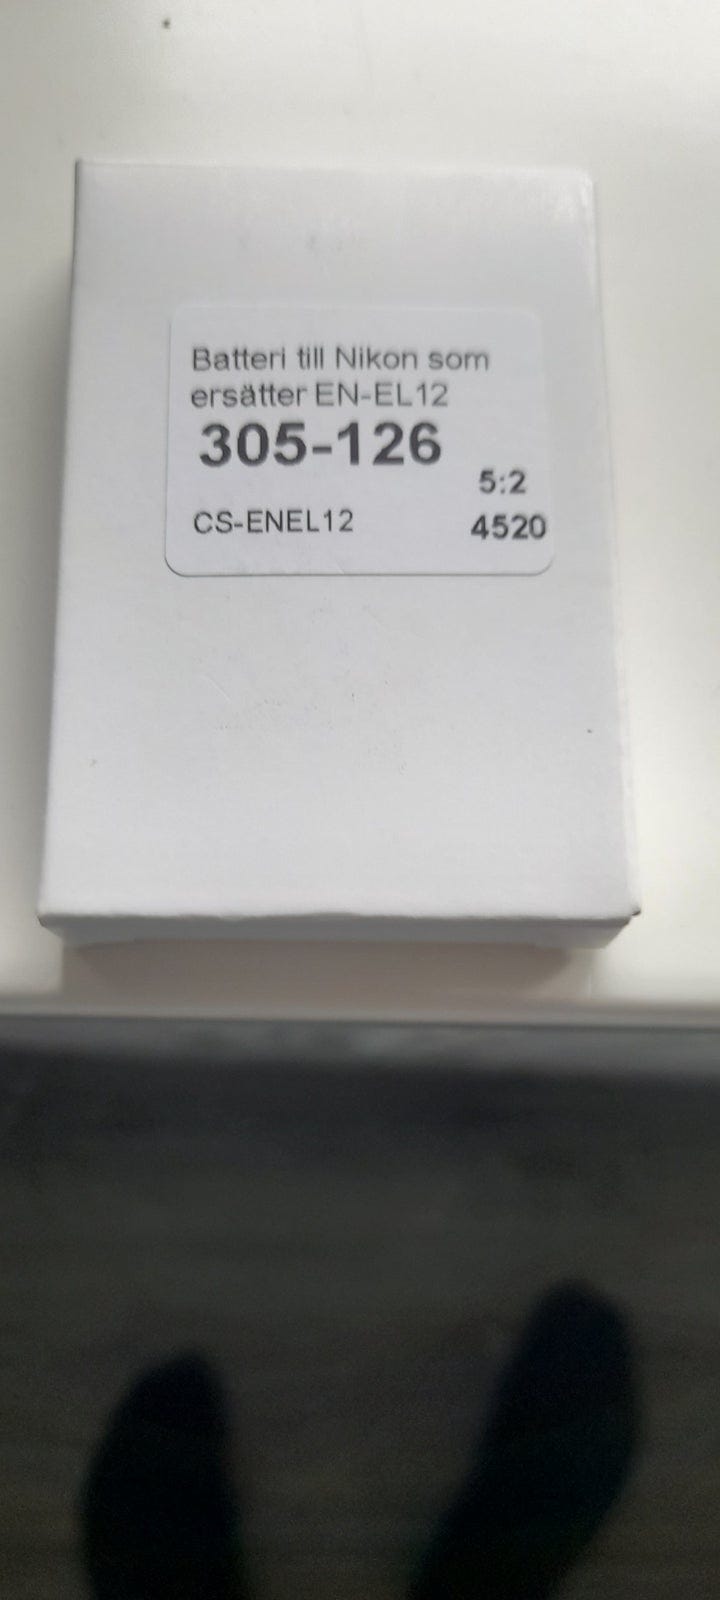 Batteri till Nikon som
ersätter EN-EL12
305-126
5:2
CS-ENEL12 4520